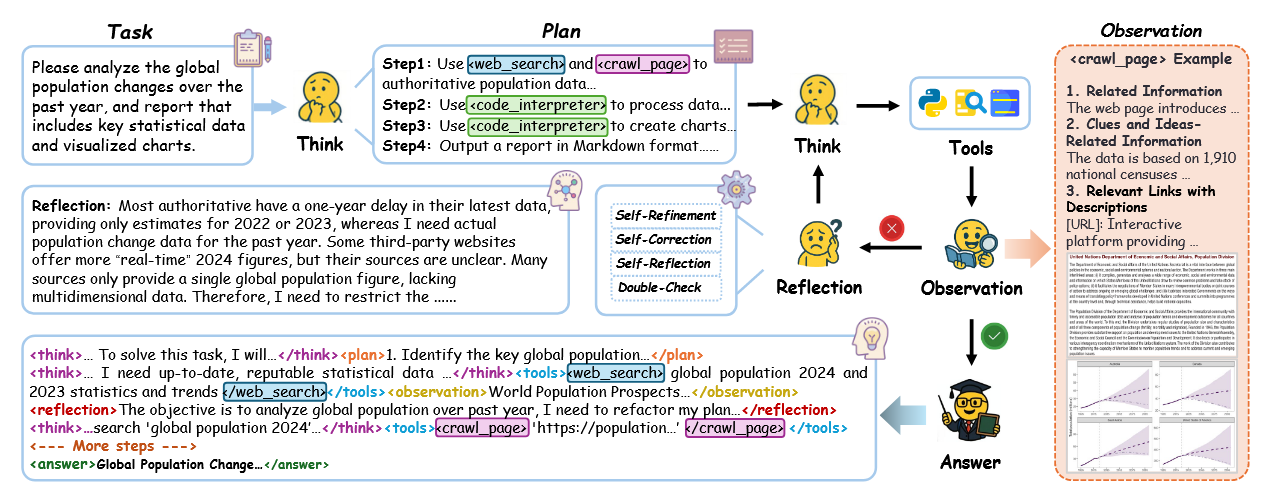 Task
Please analyze the global
population changes over the
past year, and report that
includes key statistical data
and visualized charts.
Think
Plan
Step1: Use <web_search> and <crawl_page> to
authoritative population data...
Step2: Use <code_interpreter> to process data...
Step3: Use <code_interpreter> to create charts...
Step4: Output a report in Markdown format......
Think
Tools
Reflection: Most authoritative have a one-year delay in their latest data,
providing only estimates for 2022 or 2023, whereas I need actual
population change data for the past year. Some third-party websites
offer more “real-time” 2024 figures, but their sources are unclear. Many
sources only provide a single global population figure, lacking
multidimensional data. Therefore, I need to restrict the ......
Self-Refinement
Self-Correction
Self-Reflection
Double-Check
Reflection
Observation
<think>... To solve this task, I will...</think><plan>1. Identify the key global population...</plan>
<think>... I need up-to-date, reputable statistical data ...</think><tools><web_search> global population 2024 and
2023 statistics and trends </web_search></tools><observation>World Population Prospects...</observation>
<reflection>The objective is to analyze global population over past year, I need to refactor my plan...</reflection>
<think>...search 'global population 2024'...</think><tools><crawl_page> 'https://population...' </crawl_page> </tools>
<--- More steps --->
<answer>Global Population Change...</answer>
Answer
Observation
<crawl_page> Example
1. Related Information
The web page introduces ...
2. Clues and Ideas-
Related Information
The data is based on 1,910
national censuses ...
3. Relevant Links with
Descriptions
[URL]: Interactive
platform providing ...
United Nations Department of Economic and Social Affairs, Population Division